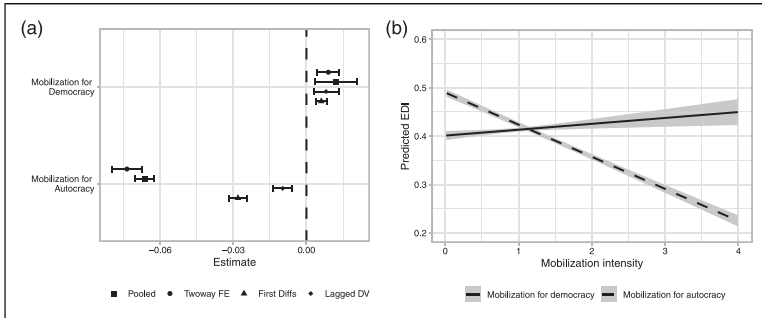 (a)
Mobilization for
Democracy
Mobilization for
Autocracy
−0.06
−0.03
0.00
Estimate
Pooled
Twoway FE
First Diffs
Lagged DV
(b)
Predicted EDI
0.6
0.5
0.4
0.3
0.2
0
1
2
3
4
Mobilization intensity
Mobilization for democracy
Mobilization for autocracy